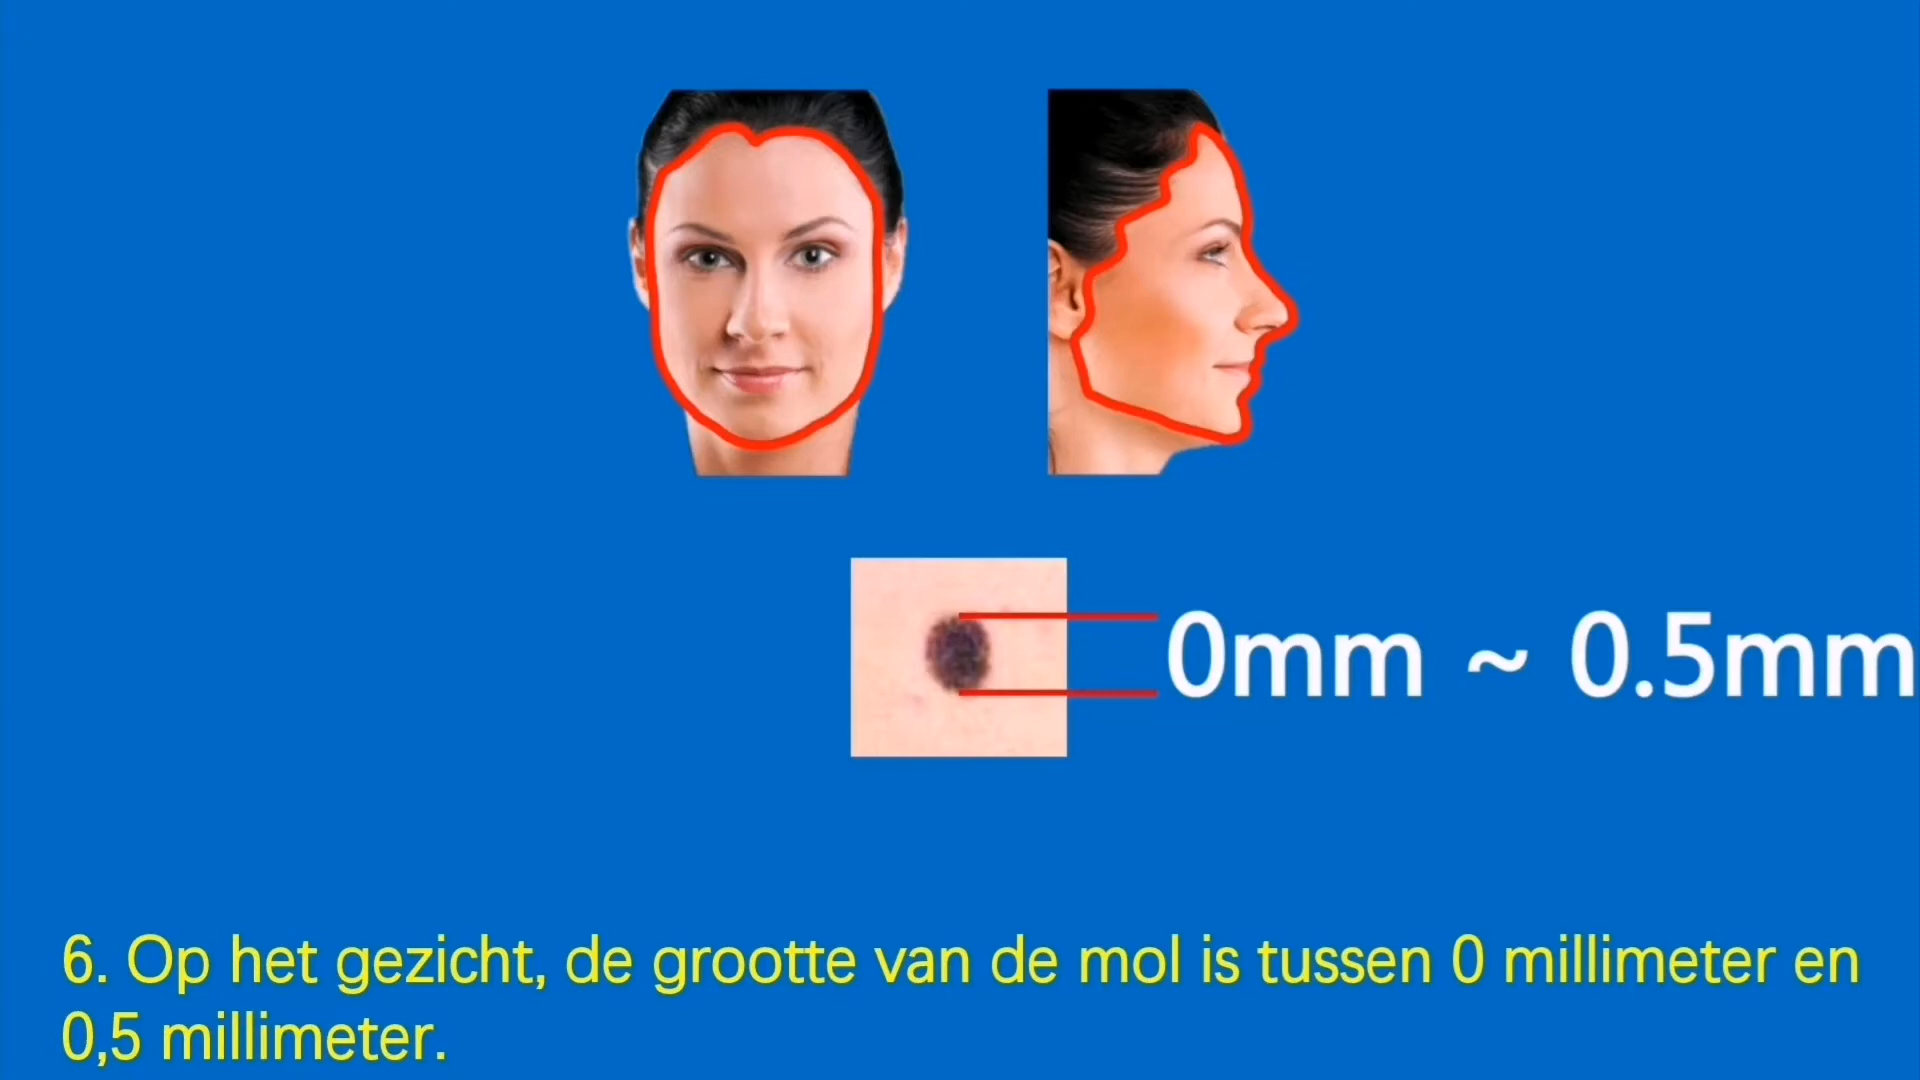 0mm ~ 0.5mm
6. Op het gezicht, de grootte van de mol is tussen 0 millimeter en
0,5 millimeter.